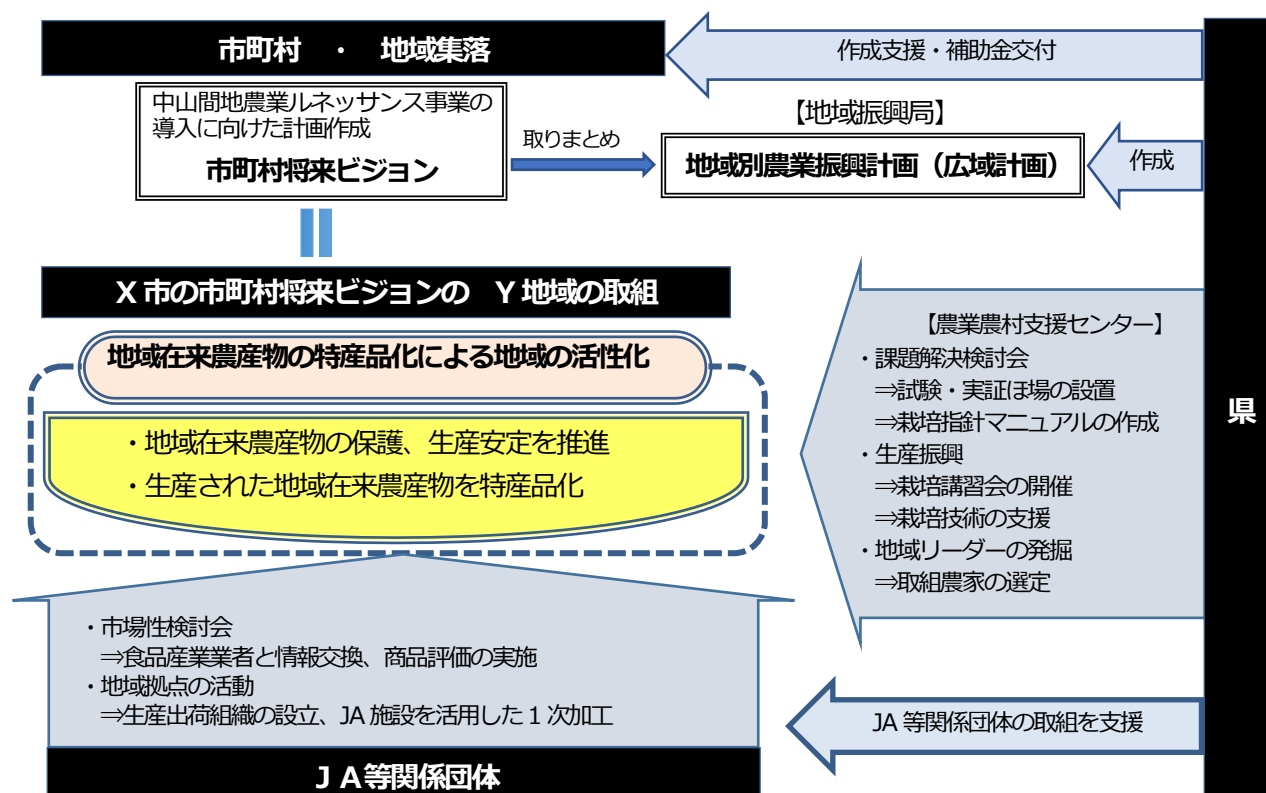 市町村　・　地域集落
作成支援・補助金交付
中山間地農業ルネッサンス事業の
導入に向けた計画作成
市町村将来ビジョン
取りまとめ
【地域振興局】
地域別農業振興計画（広域計画）
作成
X 市の市町村将来ビジョンの　Y 地域の取組
地域在来農産物の特産品化による地域の活性化
・地域在来農産物の保護、生産安定を推進
・生産された地域在来農産物を特産品化
【農業農村支援センター】
・課題解決検討会
⇒試験・実証ほ場の設置
⇒栽培指針マニュアルの作成
・生産振興
⇒栽培講習会の開催
⇒栽培技術の支援
・地域リーダーの発掘
⇒取組農家の選定
県
・市場性検討会
⇒食品産業業者と情報交換、商品評価の実施
・地域拠点の活動
⇒生産出荷組織の設立、JA 施設を活用した 1 次加工
JA 等関係団体の取組を支援
ＪＡ等関係団体